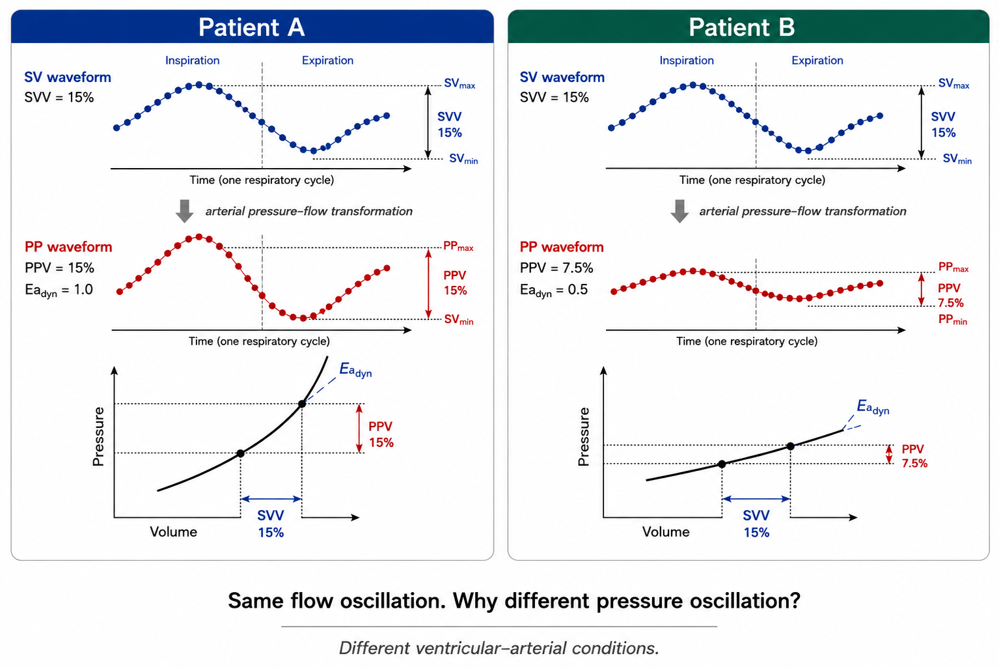 Patient A
Inspiration
Expiration
SV waveform
SVV = 15%
SVmax
SVV
15%
SVmin
Time (one respiratory cycle)
arterial pressure–flow transformation
PP waveform
PPV = 15%
Eadyn = 1.0
PPmax
PPV
15%
SVmin
Time (one respiratory cycle)
Eadyn
Pressure
PPV
15%
SVV
15%
Volume
Patient B
Inspiration
Expiration
SV waveform
SVV = 15%
SVmax
SVV
15%
SVmin
Time (one respiratory cycle)
arterial pressure–flow transformation
PP waveform
PPV = 7.5%
Eadyn = 0.5
PPmax
PPV
7.5%
PPmin
Time (one respiratory cycle)
Eadyn
Pressure
PPV
7.5%
SVV
15%
Volume
Same flow oscillation. Why different pressure oscillation?
Different ventricular–arterial conditions.